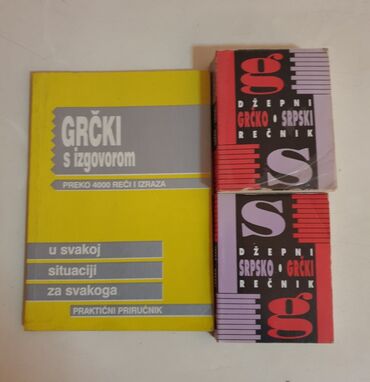 GRČKI
s izgovorom
PREKO 4000 REČI I IZRAZA
u svakoj
situaciji
za svakoga
PRAKTIČNI PRIRUČNIK
g
DŽEPNI
GRČKO • SRPSKI
REČNIK
S
S
DŽEPNI
SRPSKO • GRČKI
REČNIK
g